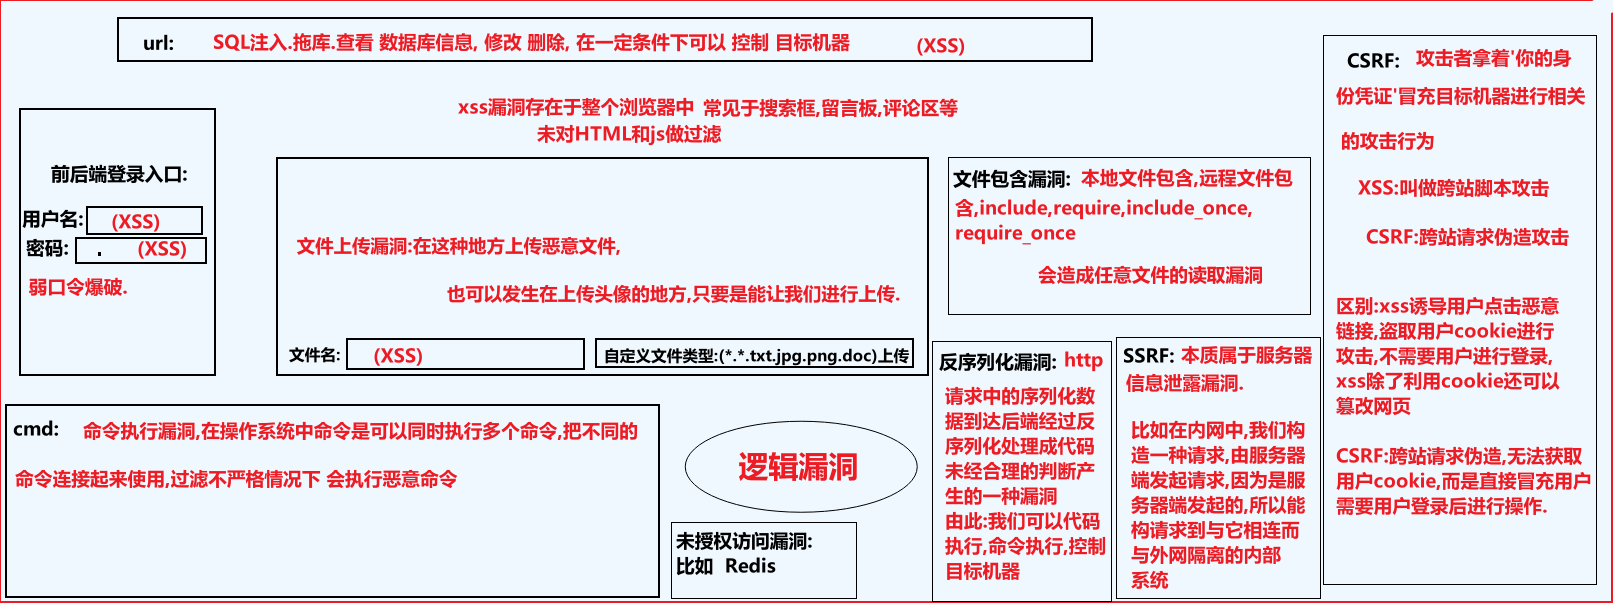 url: SQL注入.拖库.查看 数据库信息, 修改 删除, 在一定条件下可以 控制 目标机器 (XSS)
xss漏洞存在于整个浏览器中 常见于搜索框,留言板,评论区等
未对HTML和js做过滤
前后端登录入口:
用户名: (XSS)
密码: . (XSS)
弱口令爆破.
文件上传漏洞:在这种地方上传恶意文件,
也可以发生在上传头像的地方,只要是能让我们进行上传.
文件名: (XSS) 自定义文件类型:(*.*.txt.jpg.png.doc)上传
文件包含漏洞: 本地文件包含,远程文件包
含,include,require,include_once,
require_once
会造成任意文件的读取漏洞
CSRF: 攻击者拿着'你的身
份凭证'冒充目标机器进行相关
的攻击行为
XSS:叫做跨站脚本攻击
CSRF:跨站请求伪造攻击
区别:xss诱导用户点击恶意
链接,盗取用户cookie进行
攻击,不需要用户进行登录,
xss除了利用cookie还可以
篡改网页
CSRF:跨站请求伪造,无法获取
用户cookie,而是直接冒充用户
需要用户登录后进行操作.
cmd: 命令执行漏洞,在操作系统中命令是可以同时执行多个命令,把不同的
命令连接起来使用,过滤不严格情况下 会执行恶意命令
逻辑漏洞
未授权访问漏洞:
比如 Redis
反序列化漏洞: http
请求中的序列化数
据到达后端经过反
序列化处理成代码
未经合理的判断产
生的一种漏洞
由此:我们可以代码
执行,命令执行,控制
目标机器
SSRF: 本质属于服务器
信息泄露漏洞.
比如在内网中,我们构
造一种请求,由服务器
端发起请求,因为是服
务器端发起的,所以能
构请求到与它相连而
与外网隔离的内部
系统